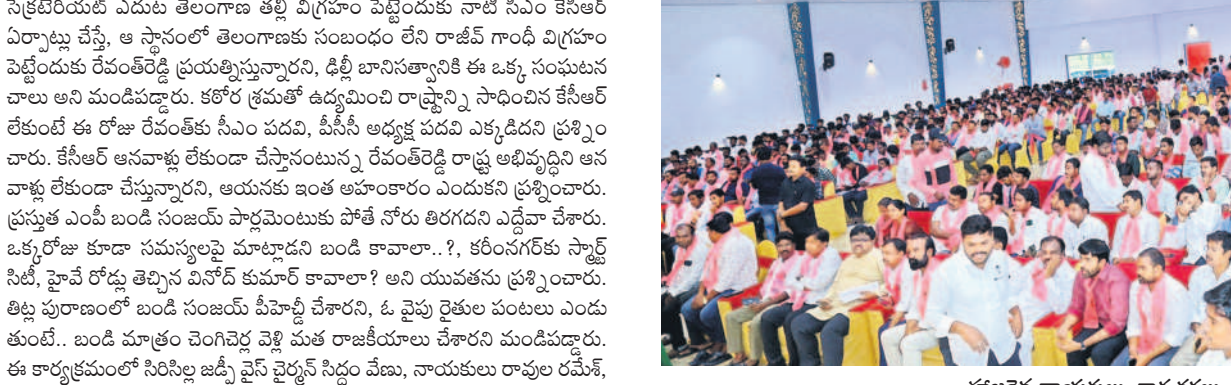 సెక్రటేరియట్ ఎదుట తెలంగాణ తల్లి విగ్రహం పెట్టేందుకు నాటి సీఎం కేసీఆర్
ఏర్పాట్లు చేస్తే, ఆ స్థానంలో తెలంగాణకు సంబంధం లేని రాజీవ్ గాంధీ విగ్రహం
పెట్టేందుకు రేవంత్‌రెడ్డి ప్రయత్నిస్తున్నారని, ఢిల్లీ బానిసత్వానికి ఈ ఒక్క సంఘటన
చాలు అని మండిపడ్డారు. కఠోర శ్రమతో ఉద్యమించి రాష్ట్రాన్ని సాధించిన కేసీఆర్
లేకుంటే ఈ రోజు రేవంత్‌కు సీఎం పదవి, పీసీసీ అధ్యక్ష పదవి ఎక్కడిదని ప్రశ్నిం
చారు. కేసీఆర్ ఆనవాళ్లు లేకుండా చేస్తానంటున్న రేవంత్‌రెడ్డి రాష్ట్ర అభివృద్ధిని ఆన
వాళ్లు లేకుండా చేస్తున్నారని, ఆయనకు ఇంత అహంకారం ఎందుకని ప్రశ్నించారు.
ప్రస్తుత ఎంపీ బండి సంజయ్ పార్లమెంటుకు పోతే నోరు తిరగదని ఎద్దేవా చేశారు.
ఒక్కరోజు కూడా సమస్యలపై మాట్లాడని బండి కావాలా..?, కరీంనగర్‌కు స్మార్ట్
సిటీ, హైవే రోడ్లు తెచ్చిన వినోద్ కుమార్ కావాలా? అని యువతను ప్రశ్నించారు.
తిట్ల పురాణంలో బండి సంజయ్ పీహెచ్డీ చేశారని, ఓ వైపు రైతుల పంటలు ఎండు
తుంటే.. బండి మాత్రం చెంగిచెర్ల వెళ్లి మత రాజకీయాలు చేశారని మండిపడ్డారు.
ఈ కార్యక్రమంలో సిరిసిల్ల జడ్పీ వైస్ చైర్మన్ సిద్దం వేణు, నాయకులు రావుల రమేశ్,